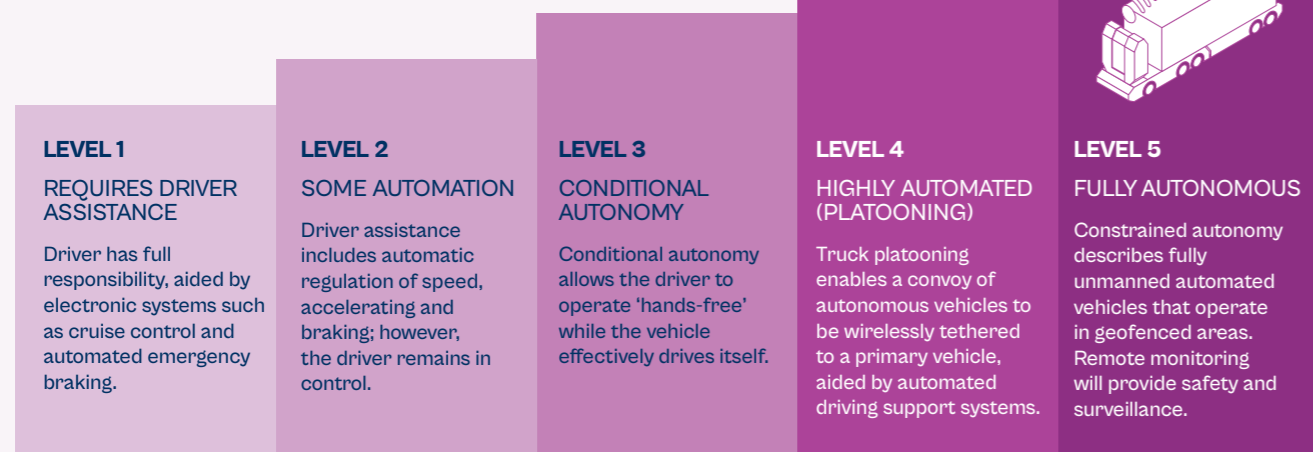 LEVEL 1
REQUIRES DRIVER
ASSISTANCE
Driver has full
responsibility, aided by
electronic systems such
as cruise control and
automated emergency
braking.
LEVEL 2
SOME AUTOMATION
Driver assistance
includes automatic
regulation of speed,
accelerating and
braking; however,
the driver remains in
control.
LEVEL 3
CONDITIONAL
AUTONOMY
Conditional autonomy
allows the driver to
operate ‘hands-free’
while the vehicle
effectively drives itself.
LEVEL 4
HIGHLY AUTOMATED
(PLATOONING)
Truck platooning
enables a convoy of
autonomous vehicles to
be wirelessly tethered
to a primary vehicle,
aided by automated
driving support systems.
LEVEL 5
FULLY AUTONOMOUS
Constrained autonomy
describes fully
unmanned automated
vehicles that operate
in geofenced areas.
Remote monitoring
will provide safety and
surveillance.